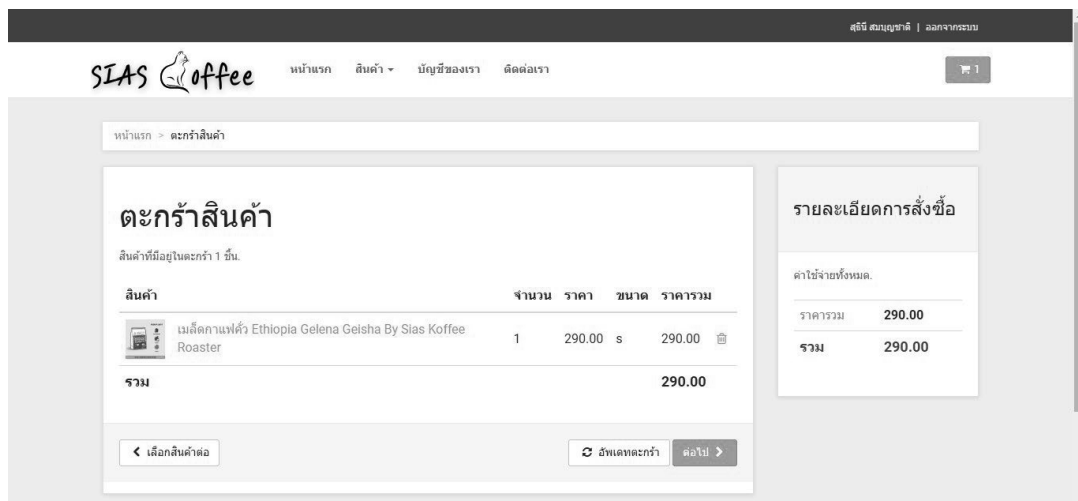 สุธินี สมบุญชาติ | ออกจากระบบ
SIAS Coffee
หน้าแรก สินค้า บัญชีของเรา ติดต่อเรา
1
หน้าแรก > ตะกร้าสินค้า
ตะกร้าสินค้า
สินค้าที่มีอยู่ในตะกร้า 1 ชิ้น.
สินค้า จำนวน ราคา ขนาด ราคารวม
เมล็ดกาแฟคั่ว Ethiopia Gelena Geisha By Sias Koffee
Roaster
1 290.00 s 290.00
รวม 290.00
เลือกสินค้าต่อ
อัพเดทตะกร้า
ต่อไป
รายละเอียดการสั่งซื้อ
ค่าใช้จ่ายทั้งหมด.
ราคารวม 290.00
รวม 290.00